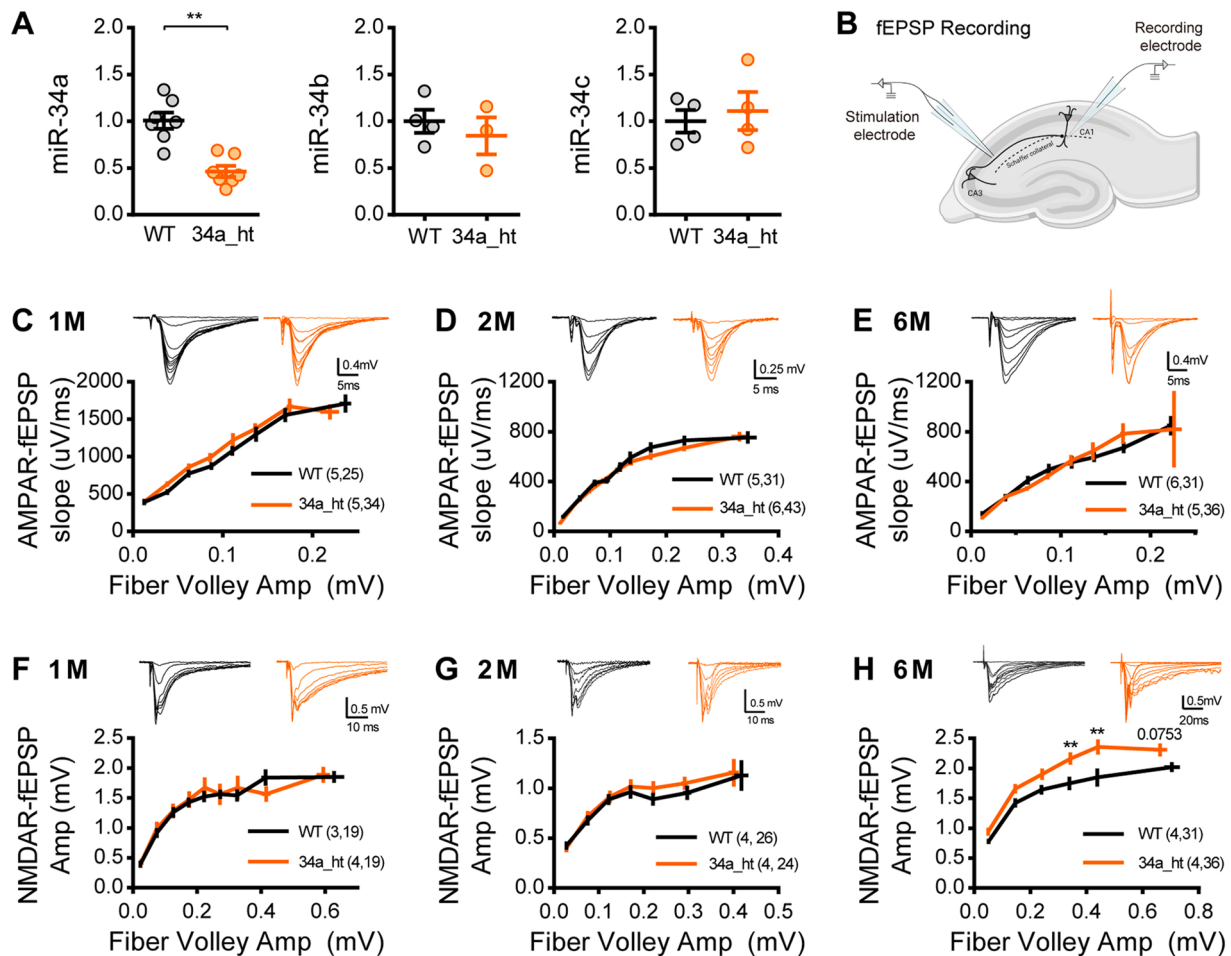 A
**
miR-34a
2.0
1.5
1.0
0.5
0.0
WT 34a_ht
miR-34b
2.0
1.5
1.0
0.5
0.0
WT 34a_ht
miR-34c
2.0
1.5
1.0
0.5
0.0
WT 34a_ht
B fEPSP Recording
Recording
electrode
Stimulation
electrode
Schaffer collateral
CA1
CA3
C 1M
0.4mV
5ms
AMPAR-fEPSP
slope (uV/ms)
2000
1500
1000
500
0
WT (5,25)
34a_ht (5,34)
0.0 0.1 0.2
Fiber Volley Amp (mV)
D 2M
0.25 mV
5 ms
AMPAR-fEPSP
slope (uV/ms)
1200
800
400
0
WT (5,31)
34a_ht (6,43)
0.0 0.1 0.2 0.3 0.4
Fiber Volley Amp (mV)
E 6M
0.4mV
5ms
AMPAR-fEPSP
slope (uV/ms)
1200
800
400
0
WT (6,31)
34a_ht (5,36)
0.0 0.1 0.2
Fiber Volley Amp (mV)
F 1M
0.5 mV
10 ms
NMDAR-fEPSP
Amp (mV)
2.5
2.0
1.5
1.0
0.5
0.0
WT (3,19)
34a_ht (4,19)
0.0 0.2 0.4 0.6
Fiber Volley Amp (mV)
G 2M
0.5 mV
10 ms
NMDAR-fEPSP
Amp (mV)
1.5
1.0
0.5
0.0
WT (4, 26)
34a_ht (4, 24)
0.0 0.1 0.2 0.3 0.4 0.5
Fiber Volley Amp (mV)
H 6M
0.5mV
20ms
** ** 0.0753
NMDAR-fEPSP
Amp (mV)
2.5
2.0
1.5
1.0
0.5
0.0
WT (4,31)
34a_ht (4,36)
0.0 0.2 0.4 0.6 0.8
Fiber Volley Amp (mV)